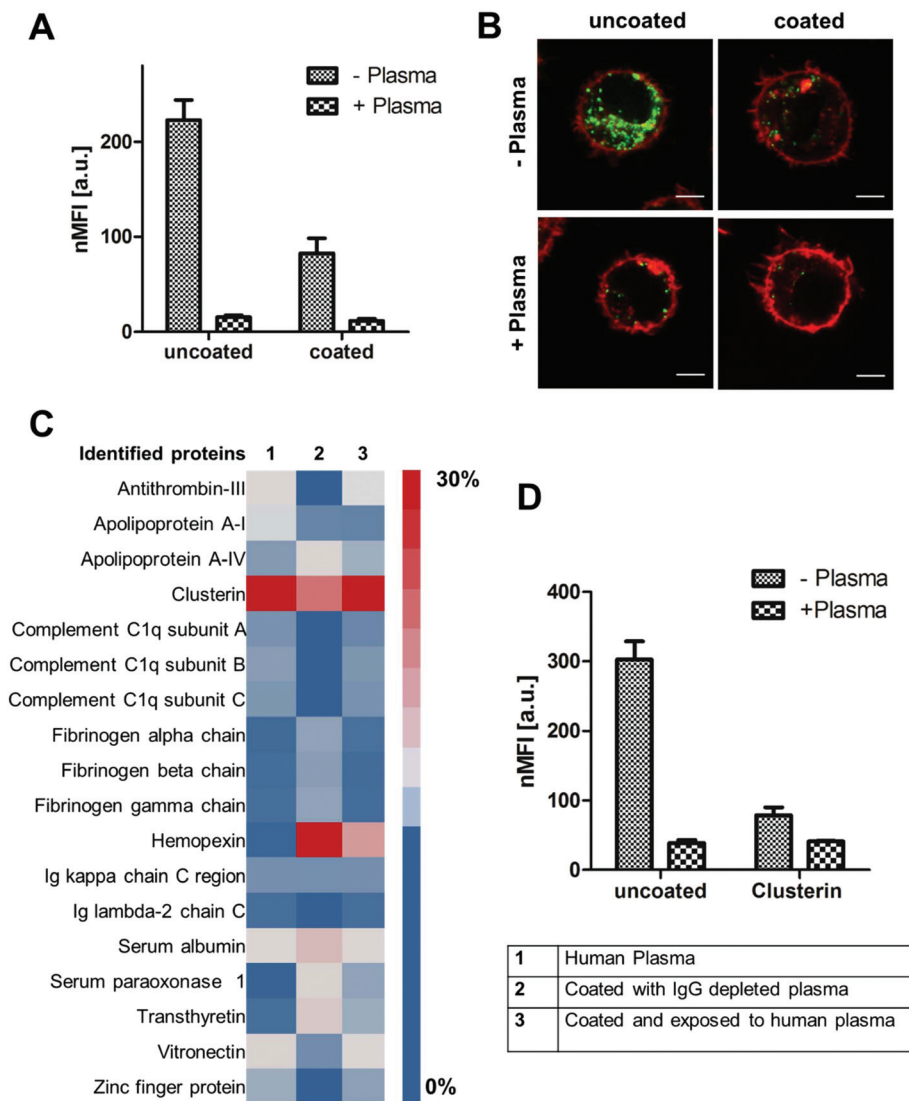 A
- Plasma
+ Plasma
nMFI [a.u.]
200
100
0
uncoated
coated
B
uncoated
coated
- Plasma
+ Plasma
C
Identified proteins 1 2 3
Antithrombin-III
Apolipoprotein A-I
Apolipoprotein A-IV
Clusterin
Complement C1q subunit A
Complement C1q subunit B
Complement C1q subunit C
Fibrinogen alpha chain
Fibrinogen beta chain
Fibrinogen gamma chain
Hemopexin
Ig kappa chain C region
Ig lambda-2 chain C
Serum albumin
Serum paraoxonase 1
Transthyretin
Vitronectin
Zinc finger protein
30%
0%
D
- Plasma
+Plasma
nMFI [a.u.]
400
300
200
100
0
uncoated
Clusterin
1 Human Plasma
2 Coated with IgG depleted plasma
3 Coated and exposed to human plasma